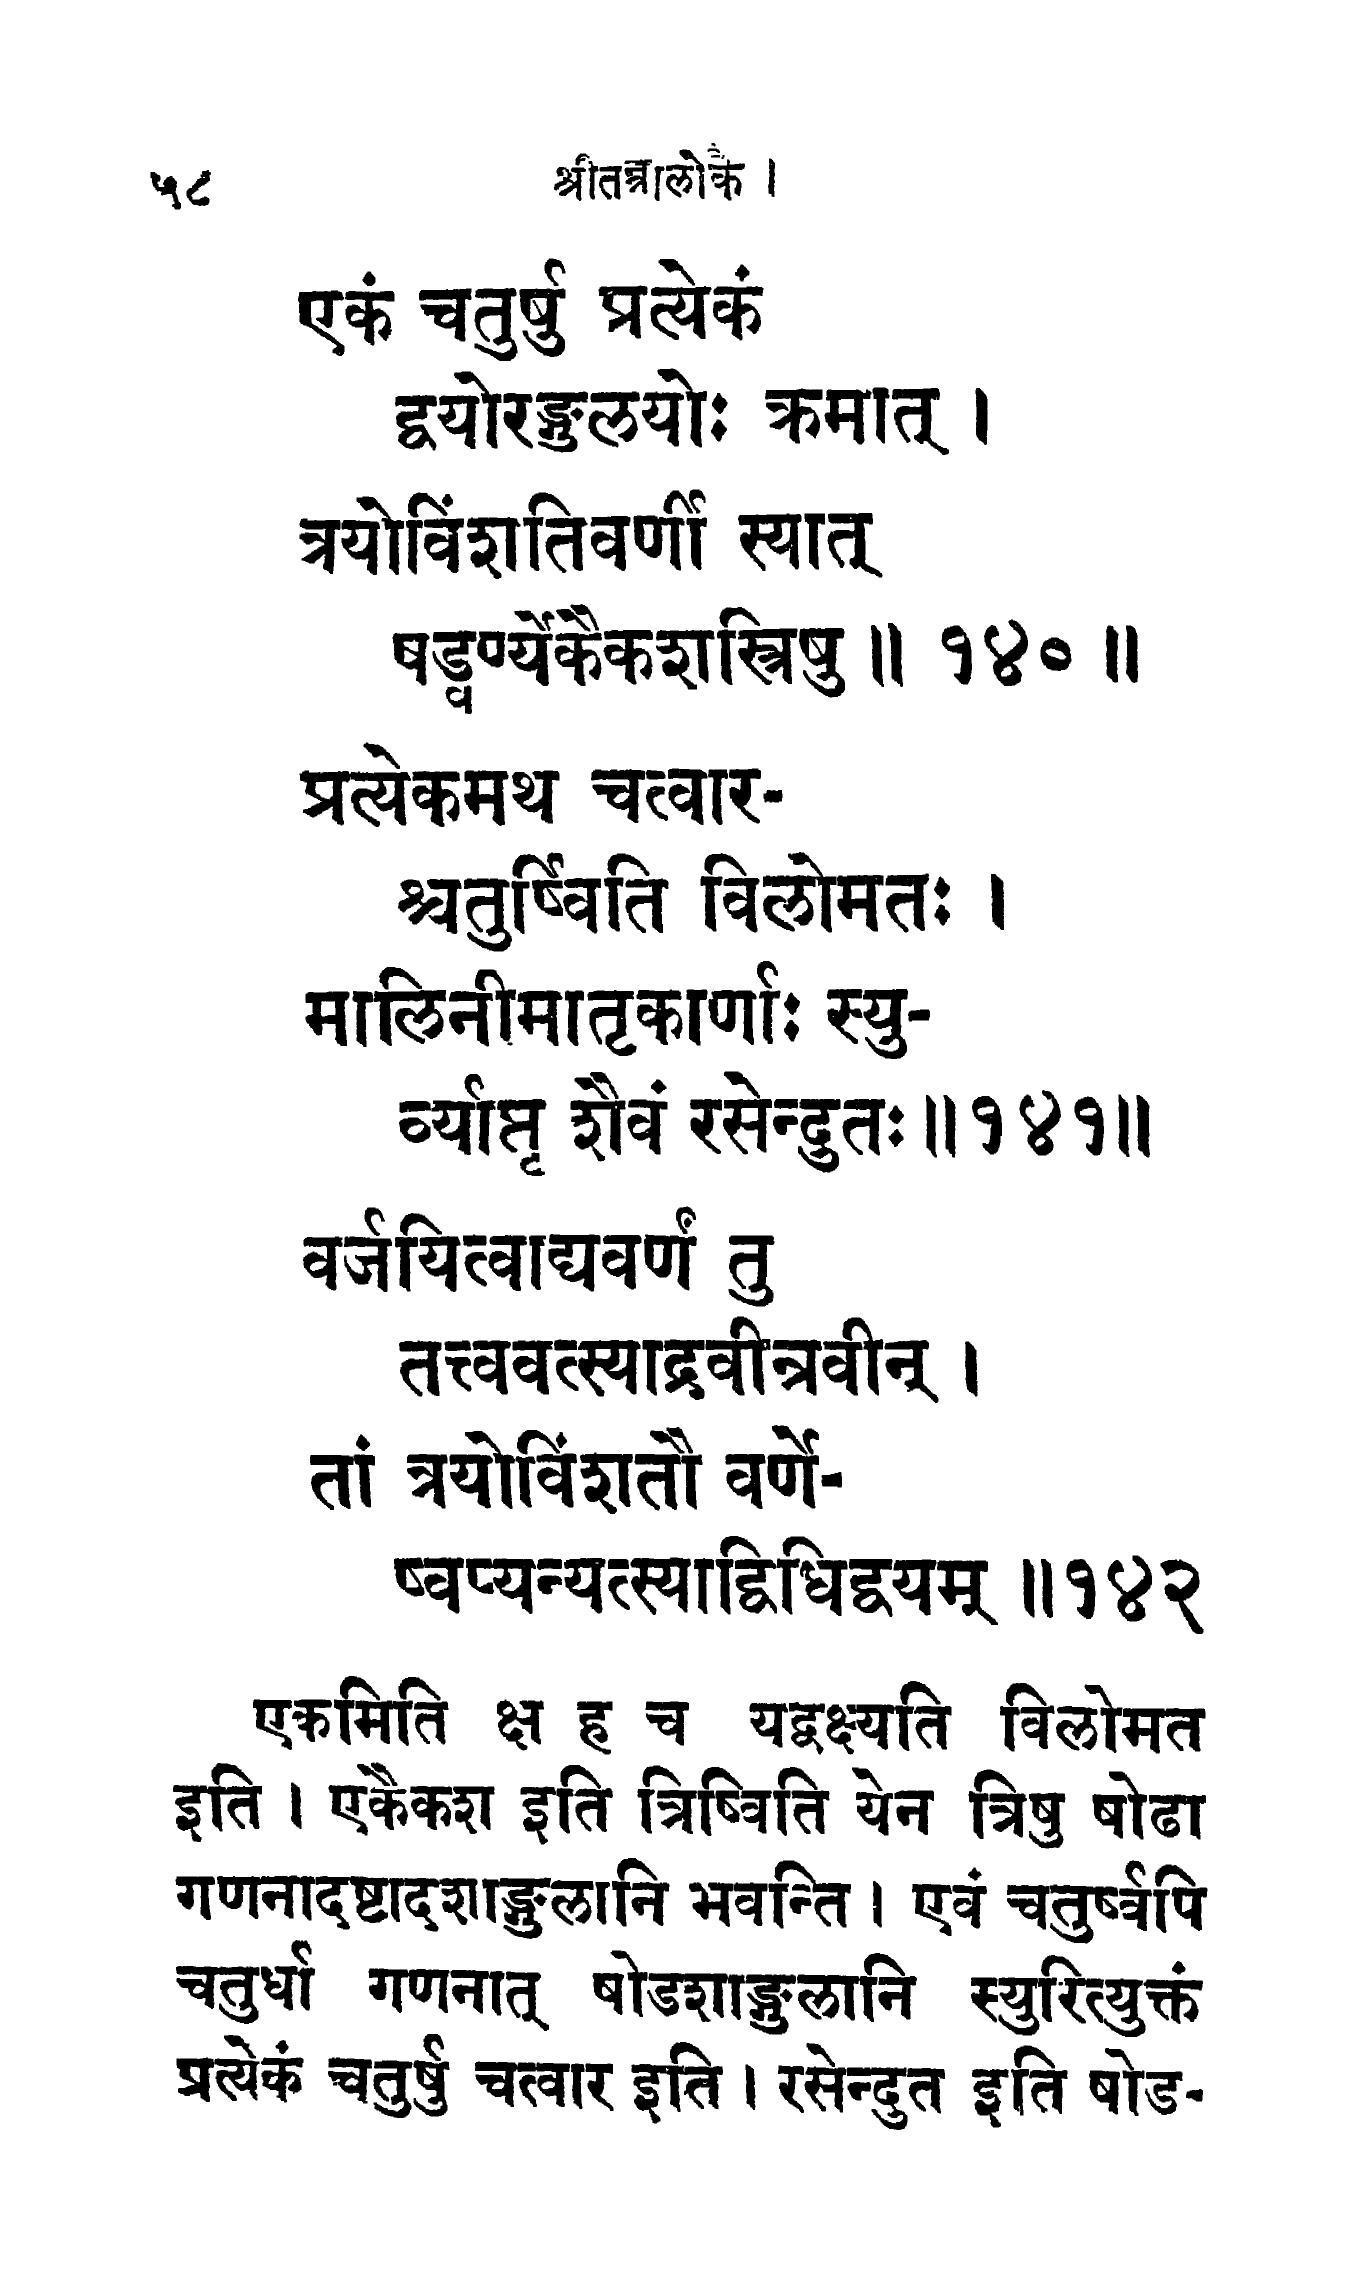 ५८ श्रीतन्त्रालोके ।
एकं चतुर्षु प्रत्येकं
द्वयोरङ्गुलयोः क्रमात् ।
त्रयोविंशतिवर्णी स्यात्
षड्वर्ण्येकैकशस्त्रिषु ॥ १४० ॥
प्रत्येकमथ चत्वार-
श्चतुर्ष्विति विलोमतः ।
मालिनीमातृकार्णाः स्यु-
र्व्याप्तृ शैवं रसेन्दुतः॥१४१॥
वर्जयित्वाद्यवर्णं तु
तत्त्ववत्स्याद्रवीन्रवीन् ।
तां त्रयोविंशतौ वर्णे-
ष्वप्यन्यत्स्याद्विधिद्वयम् ॥१४२
एकमिति क्ष ह च यद्वक्ष्यति विलोमत
इति । एकैकश इति त्रिष्विति येन त्रिषु षोढा
गणनादष्टादशाङ्गुलानि भवन्ति । एवं चतुर्ष्वपि
चतुर्धा गणनात् षोडशाङ्गुलानि स्युरित्युक्तं
प्रत्येकं चतुर्षु चत्वार इति । रसेन्दुत इति षोड-